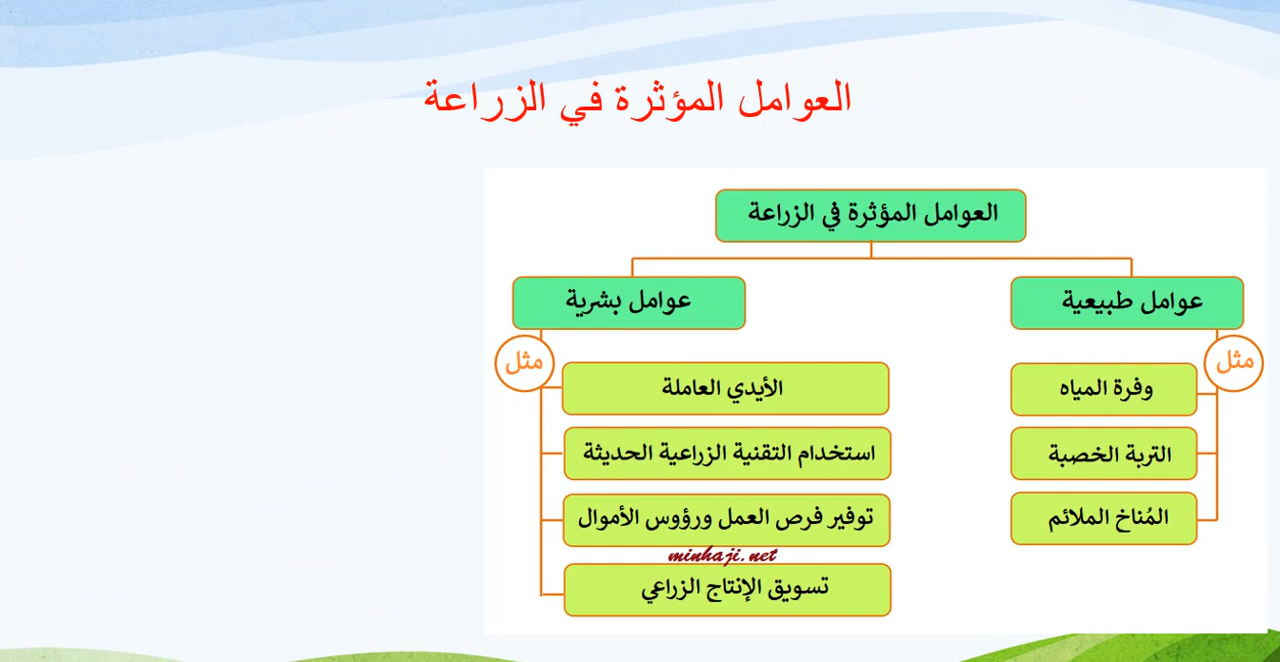 العوامل المؤثرة في الزراعة
العوامل المؤثرة في الزراعة
عوامل طبيعية
مثل
وفرة المياه
التربة الخصبة
المُناخ الملائم
عوامل بشرية
مثل
الأيدي العاملة
استخدام التقنية الزراعية الحديثة
توفير فرص العمل ورؤوس الأموال
minhaji.net
تسويق الإنتاج الزراعي